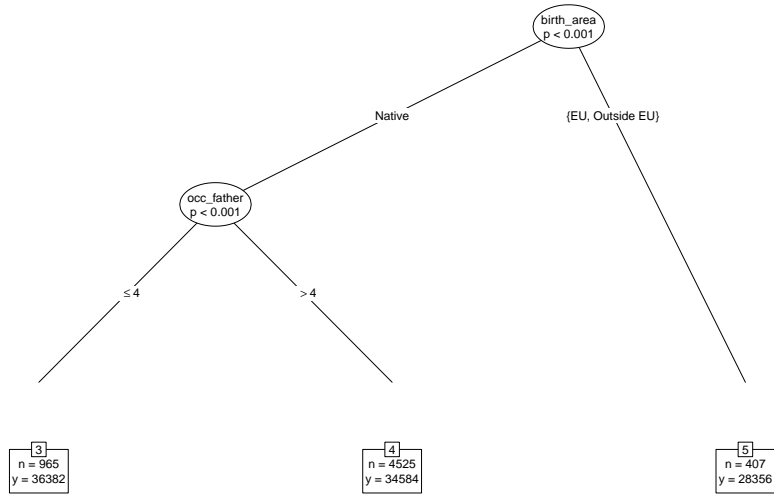 birth_area
p < 0.001
Native
{EU, Outside EU}
occ_father
p < 0.001
≤ 4
> 4
3
n = 965
y = 36382
4
n = 4525
y = 34584
5
n = 407
y = 28356